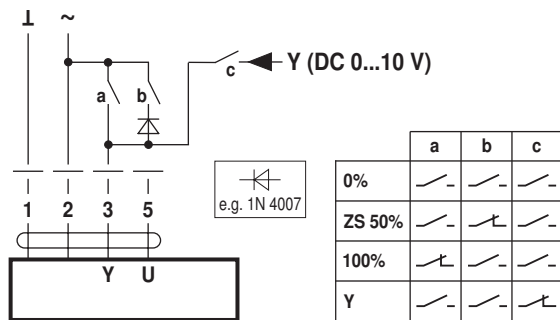 ⊥ ~
a b c Y (DC 0...10 V)
e.g. 1N 4007
1 2 3 5
Y U
a b c
0%
ZS 50%
100%
Y